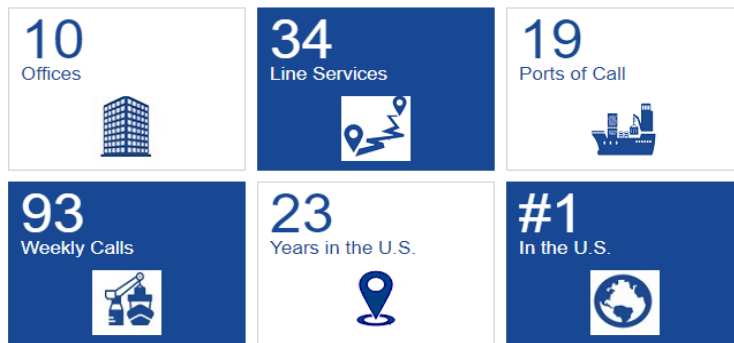 10
Offices
34
Line Services
19
Ports of Call
93
Weekly Calls
23
Years in the U.S.
#1
In the U.S.